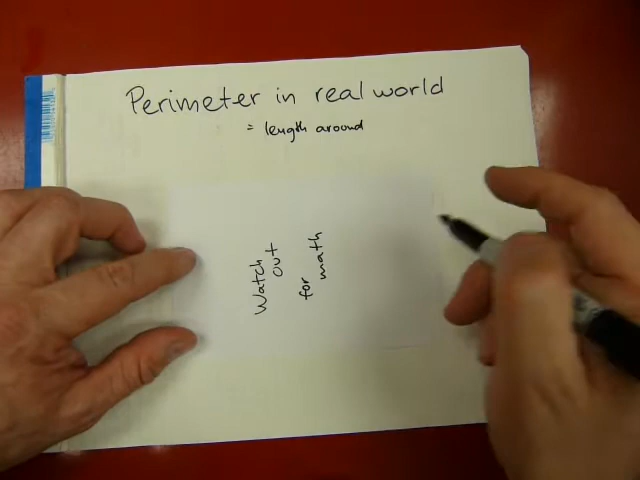 Perimeter in real world
= length around
Watch
out
for
math